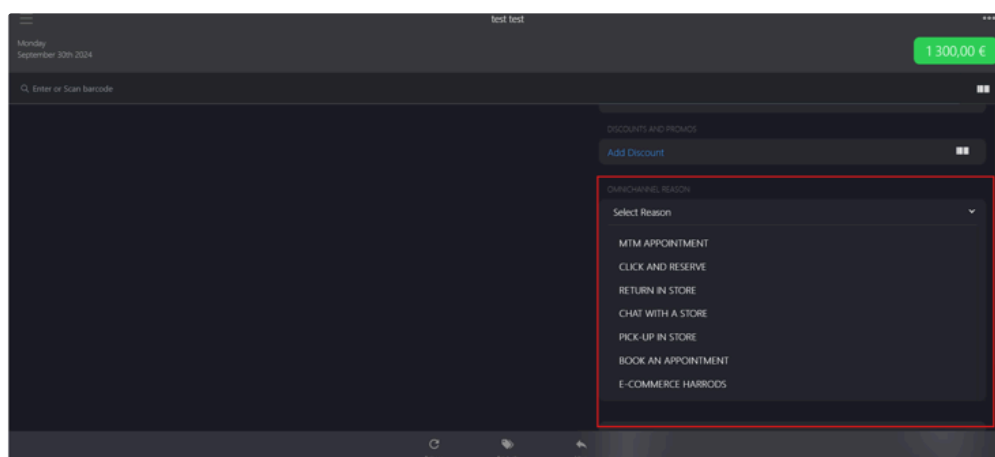 test test
Monday
September 30th 2024
1 300,00 €
Enter or Scan barcode
DISCOUNTS AND PROMOS
Add Discount
OMNICHANNEL REASON
Select Reason
MTM APPOINTMENT
CLICK AND RESERVE
RETURN IN STORE
CHAT WITH A STORE
PICK-UP IN STORE
BOOK AN APPOINTMENT
E-COMMERCE HARRODS